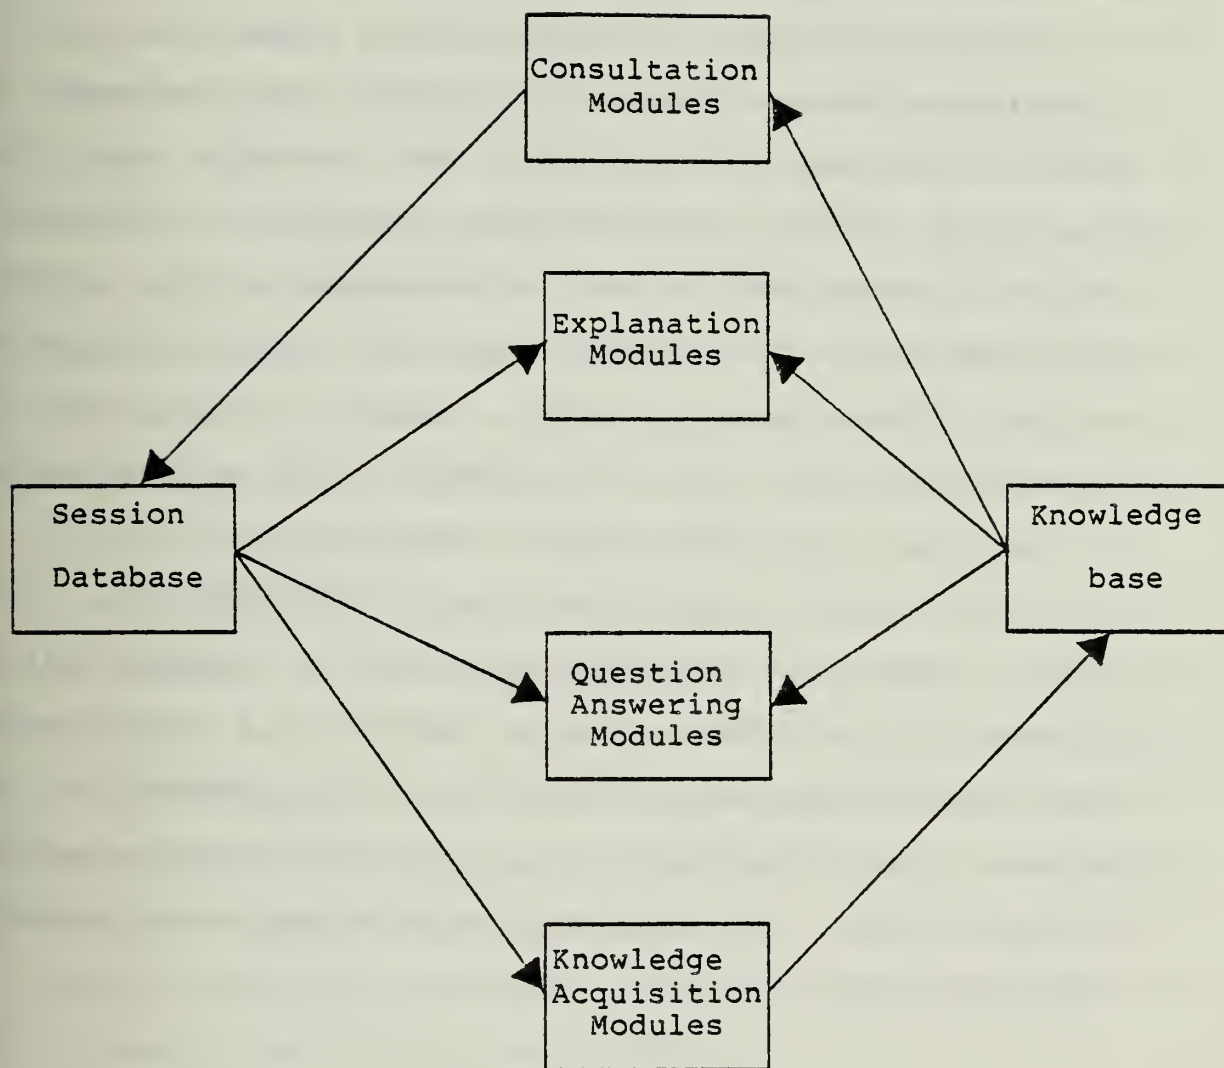 Consultation
Modules
Explanation
Modules
Session
Database
Knowledge
base
Question
Answering
Modules
Knowledge
Acquisition
Modules